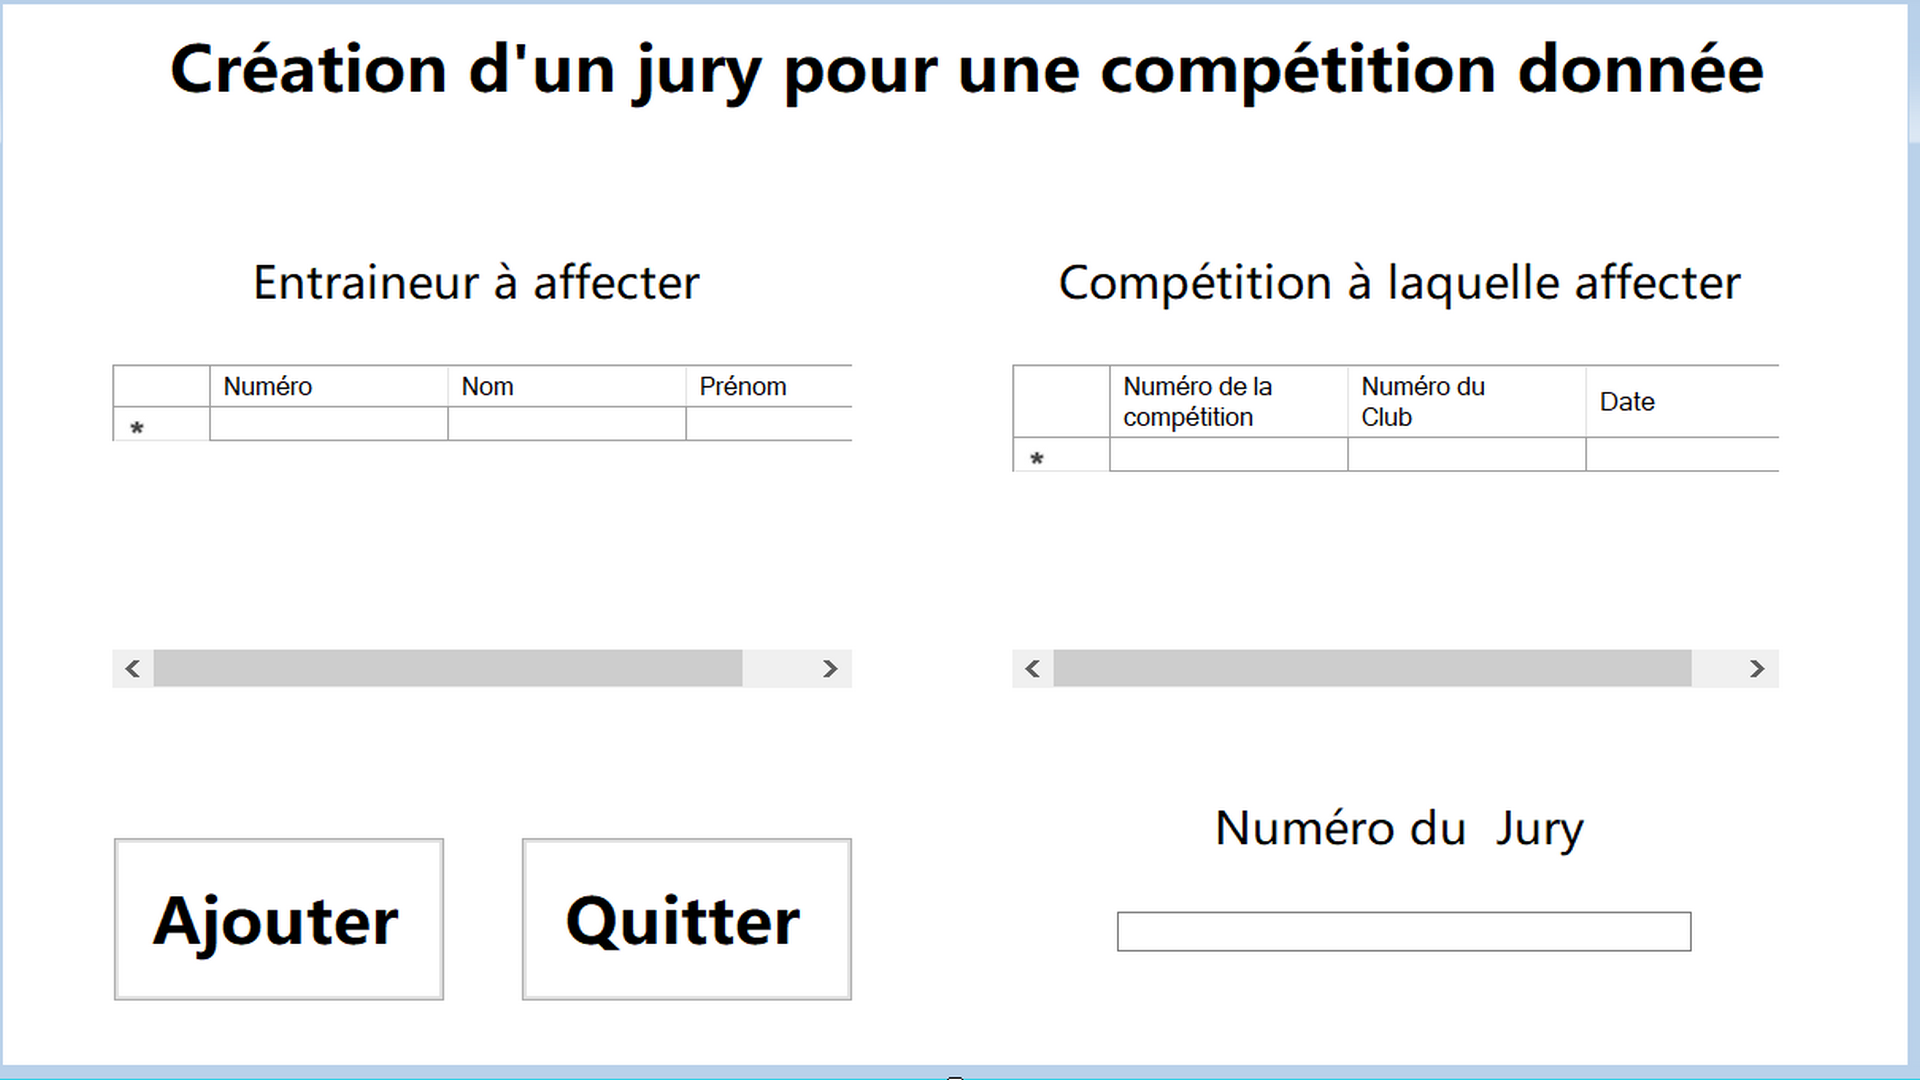 Création d'un jury pour une compétition donnée
Entraineur à affecter
Numéro Nom Prénom
*
Compétition à laquelle affecter
Numéro de la compétition Numéro du Club Date
*
Ajouter Quitter
Numéro du  Jury